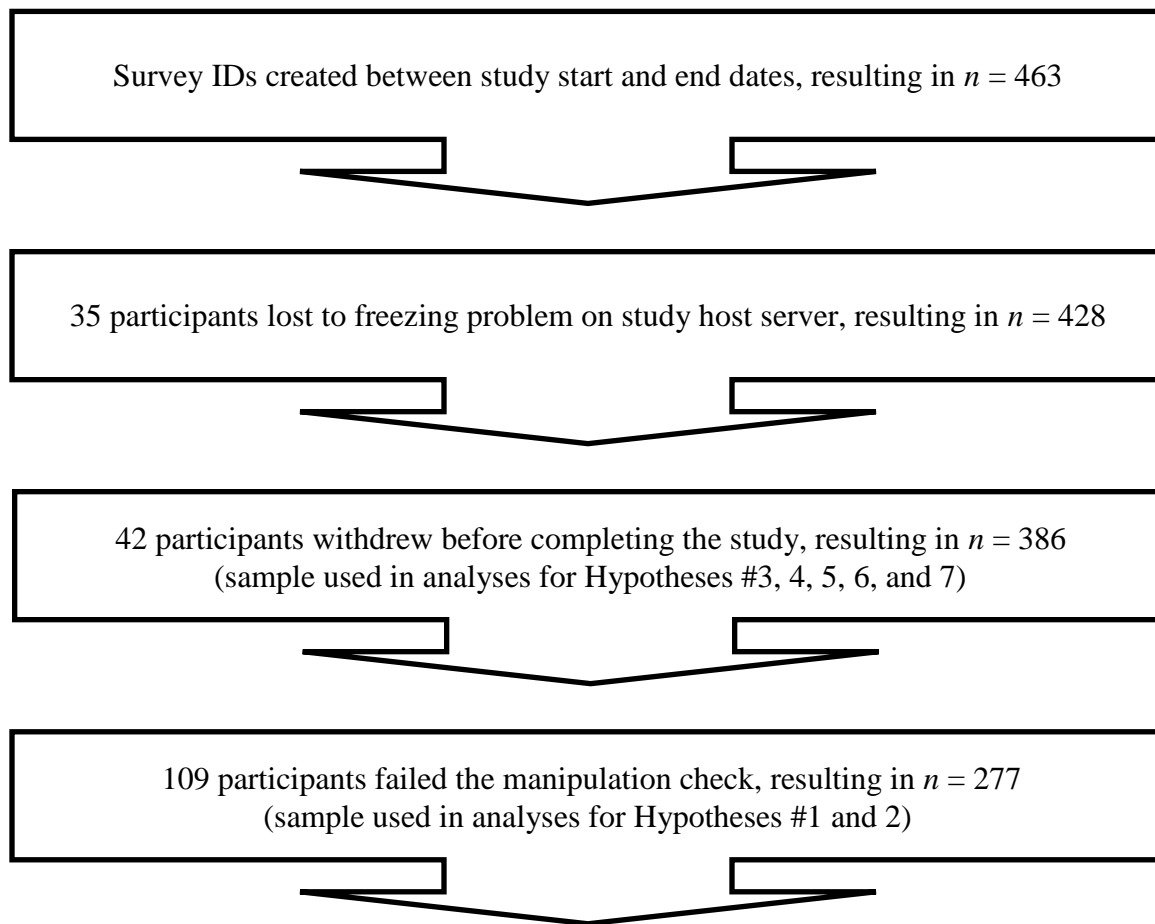 Survey IDs created between study start and end dates, resulting in n = 463
35 participants lost to freezing problem on study host server, resulting in n = 428
42 participants withdrew before completing the study, resulting in n = 386
(sample used in analyses for Hypotheses #3, 4, 5, 6, and 7)
109 participants failed the manipulation check, resulting in n = 277
(sample used in analyses for Hypotheses #1 and 2)